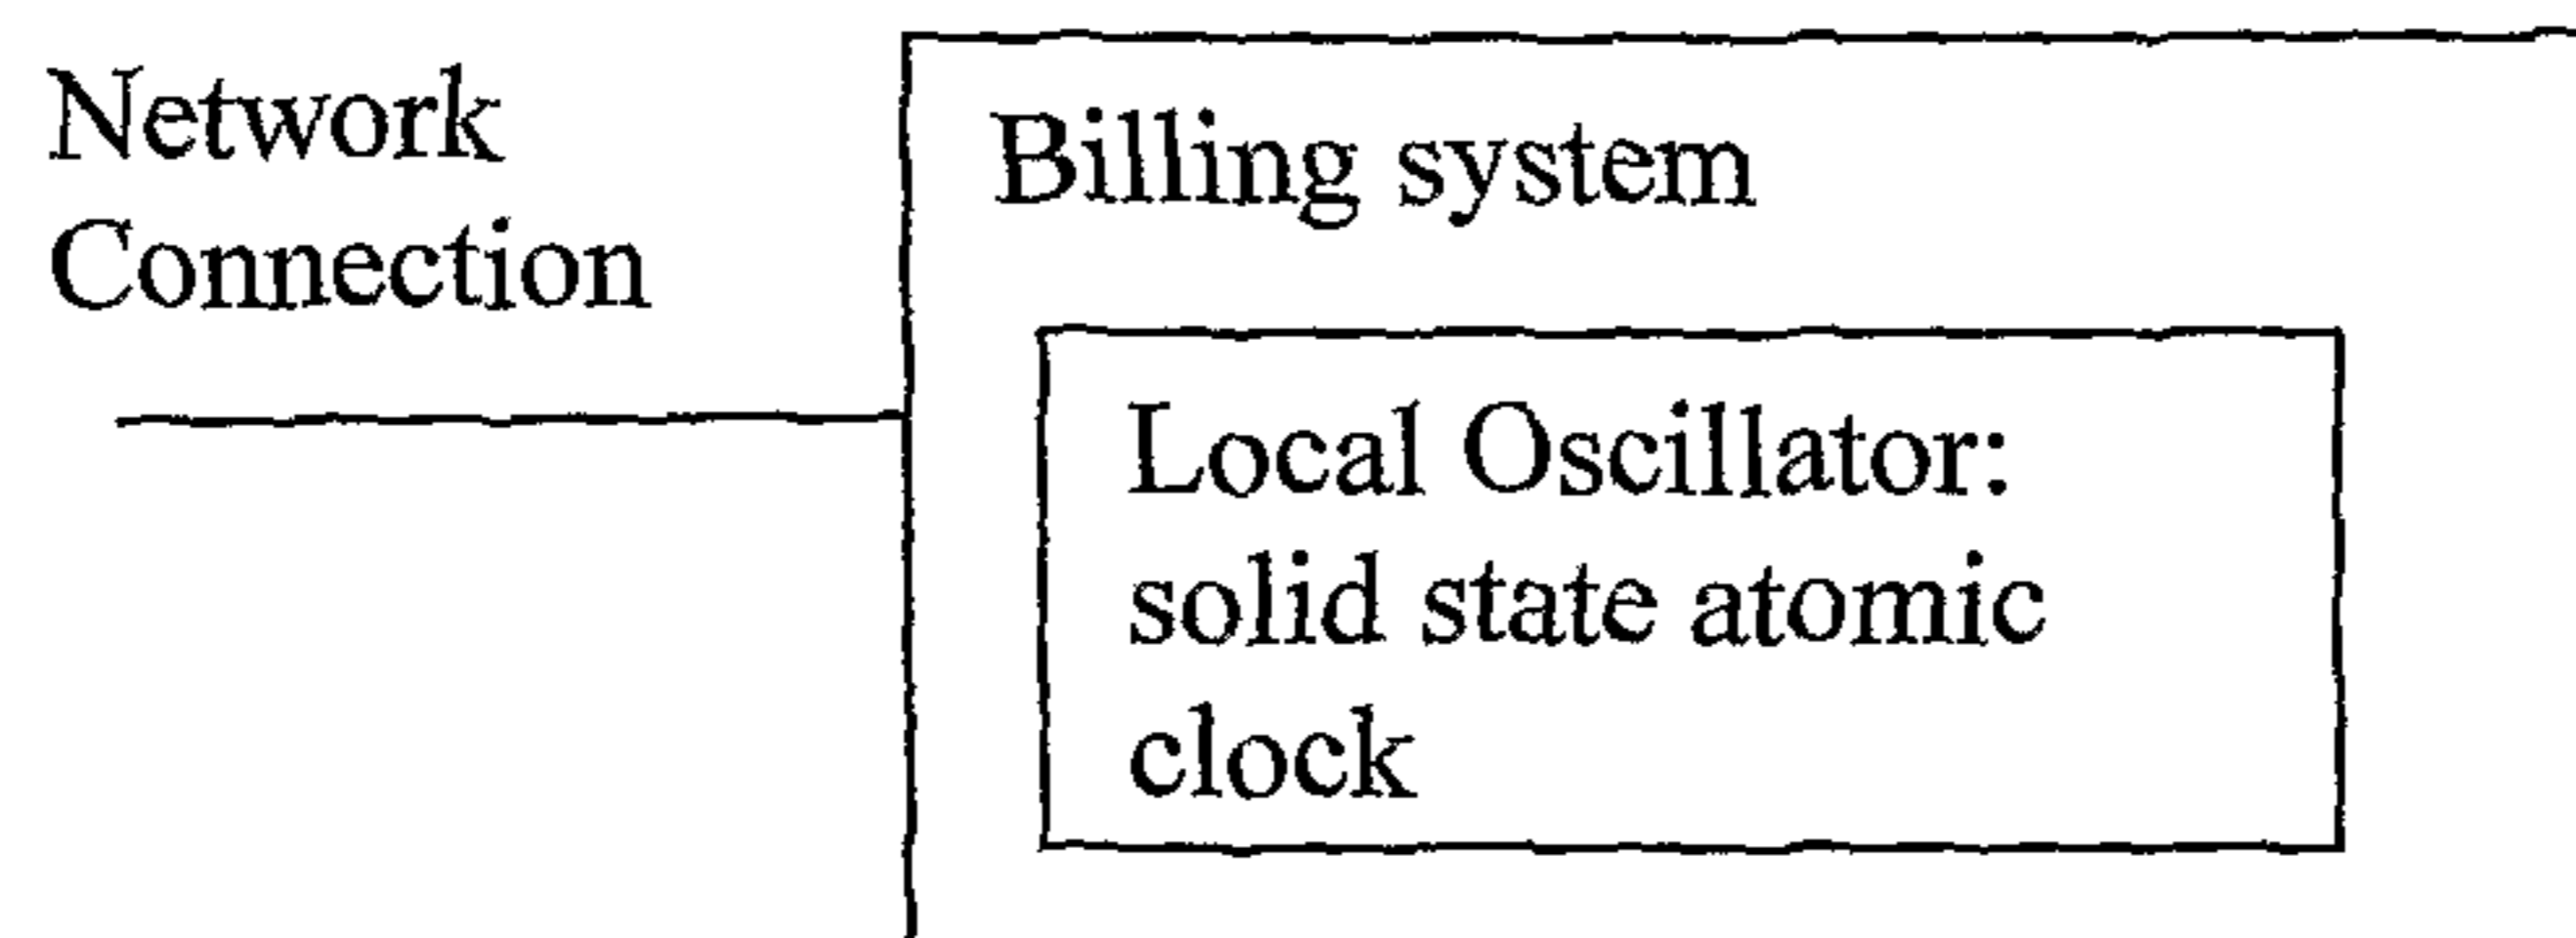 Network
Connection
Billing system
Local Oscillator:
solid state atomic
clock